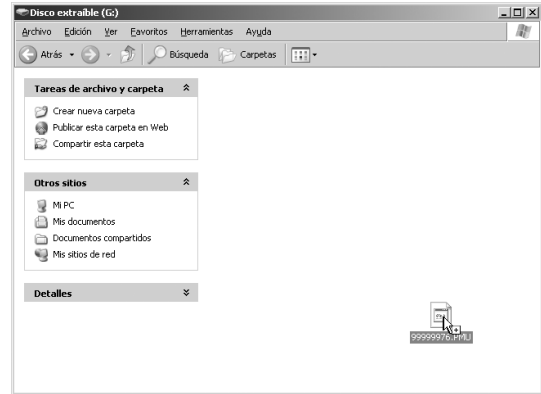 Disco extraíble (G:)
Archivo Edición Ver Favoritos Herramientas Ayuda
Atrás Búsqueda Carpetas
Tareas de archivo y carpeta
Crear nueva carpeta
Publicar esta carpeta en Web
Compartir esta carpeta
Otros sitios
Mi PC
Mis documentos
Documentos compartidos
Mis sitios de red
Detalles
99999976.PMU